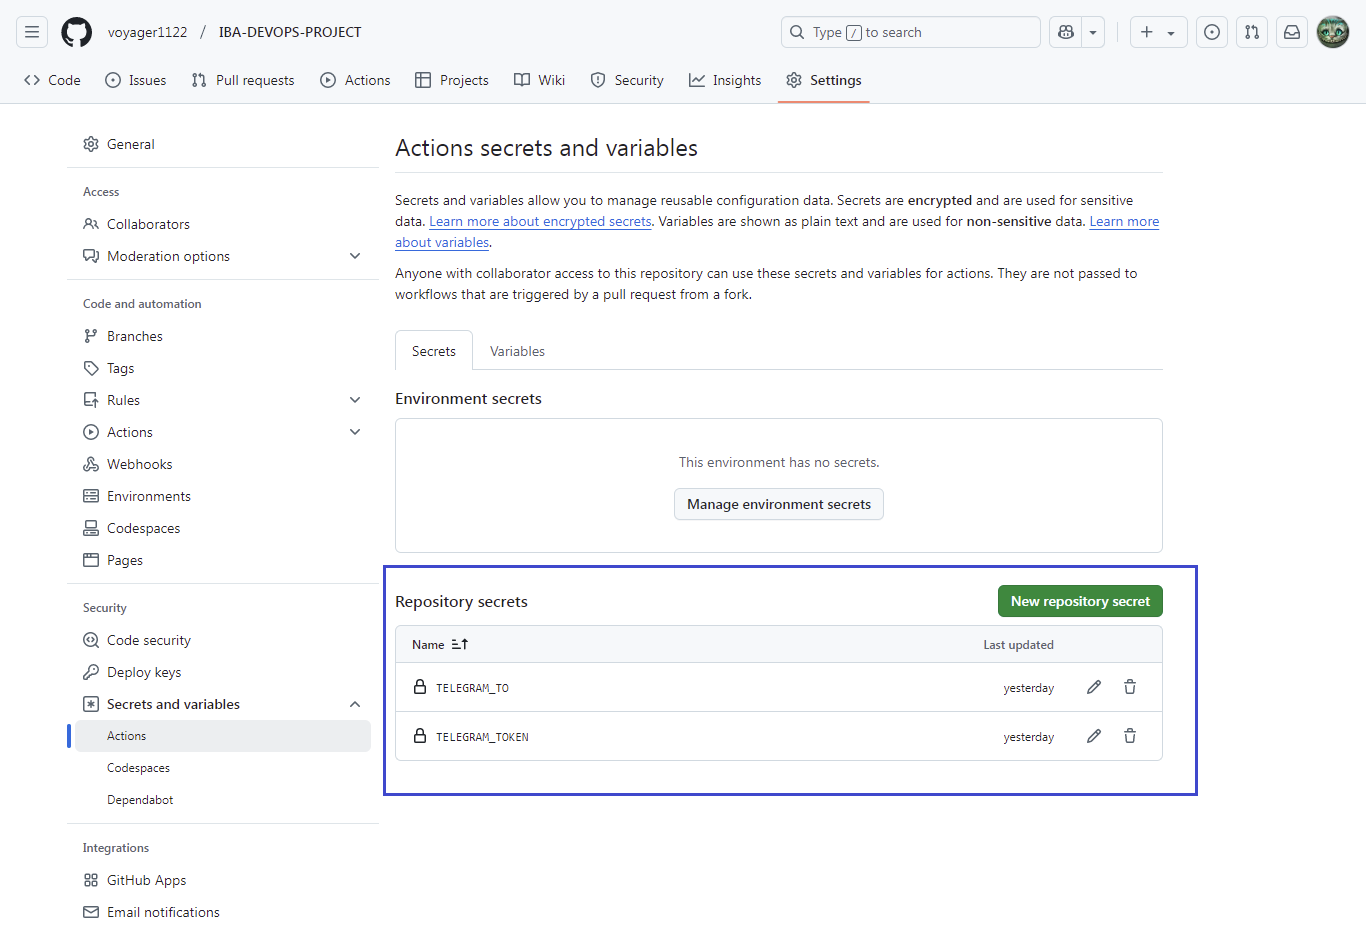 voyager1122 / IBA-DEVOPS-PROJECT
Type / to search
Code
Issues
Pull requests
Actions
Projects
Wiki
Security
Insights
Settings
General
Access
Collaborators
Moderation options
Code and automation
Branches
Tags
Rules
Actions
Webhooks
Environments
Codespaces
Pages
Security
Code security
Deploy keys
Secrets and variables
Actions
Codespaces
Dependabot
Integrations
GitHub Apps
Email notifications
Actions secrets and variables
Secrets and variables allow you to manage reusable configuration data. Secrets are encrypted and are used for sensitive
data. Learn more about encrypted secrets. Variables are shown as plain text and are used for non-sensitive data. Learn more
about variables.
Anyone with collaborator access to this repository can use these secrets and variables for actions. They are not passed to
workflows that are triggered by a pull request from a fork.
Secrets
Variables
Environment secrets
This environment has no secrets.
Manage environment secrets
Repository secrets
New repository secret
Name
Last updated
TELEGRAM_TO
yesterday
TELEGRAM_TOKEN
yesterday